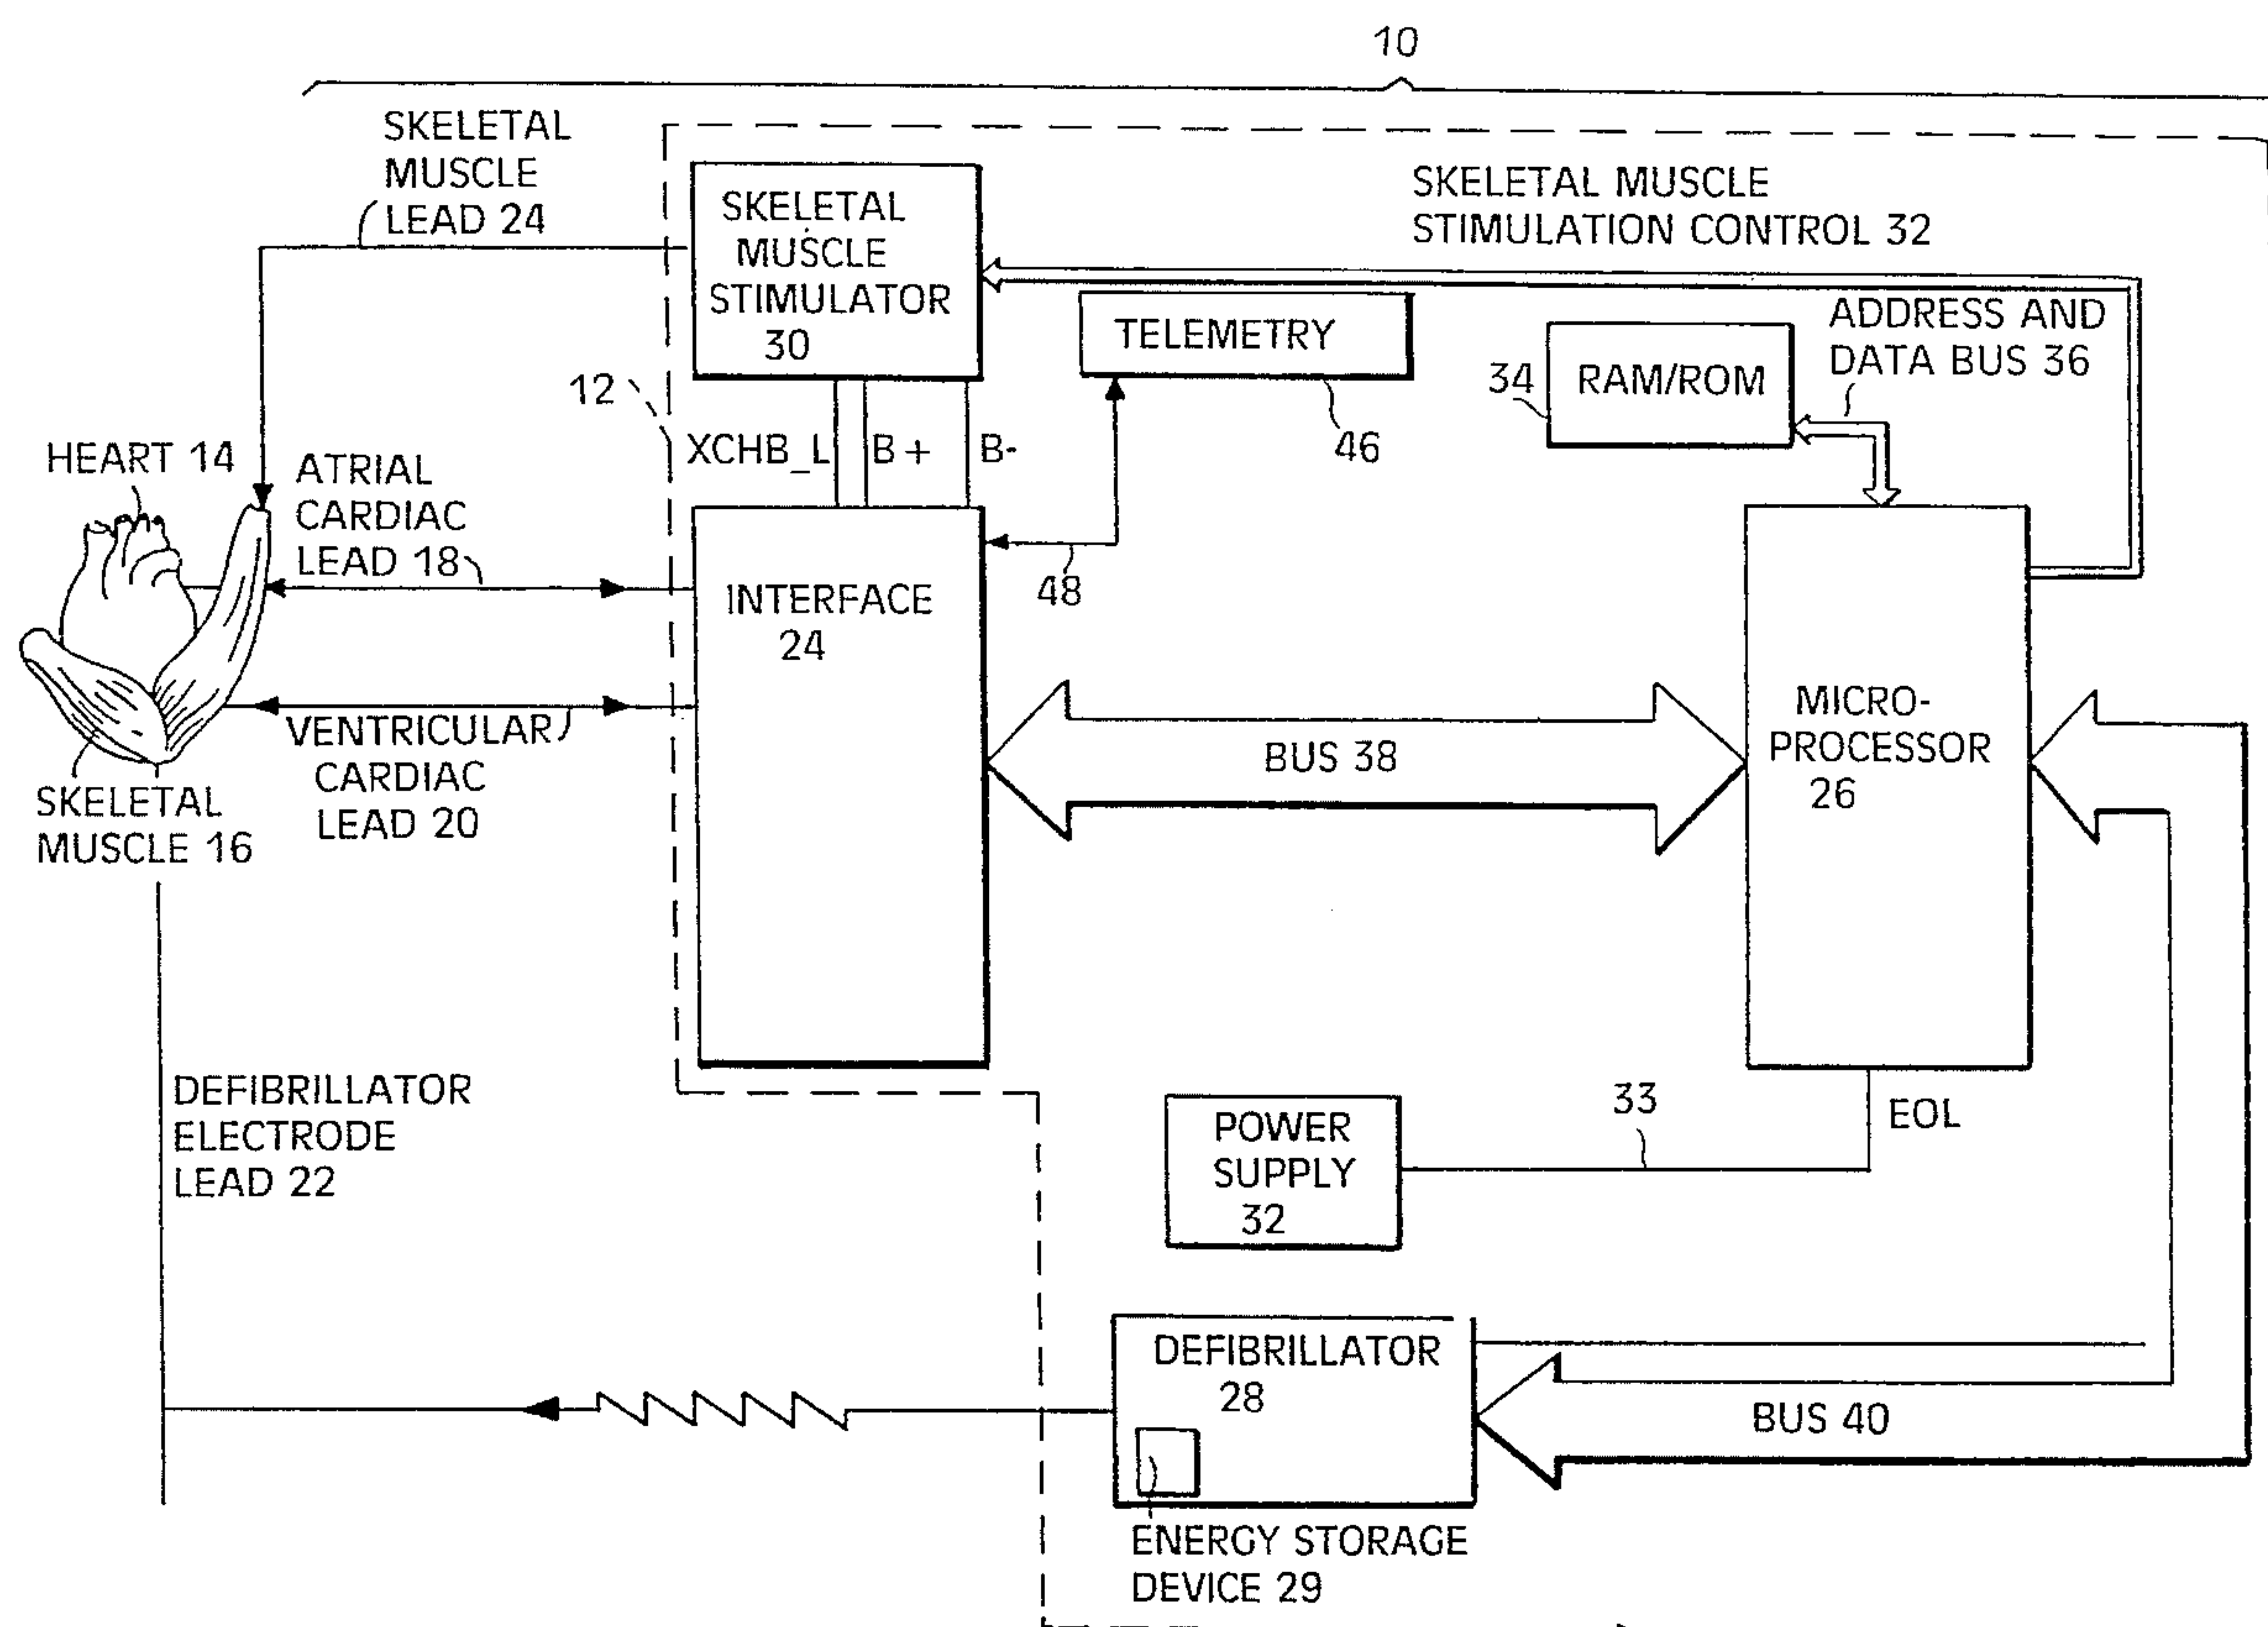 10
SKELETAL
MUSCLE
LEAD 24
SKELETAL
MUSCLE
STIMULATOR
30
SKELETAL MUSCLE
STIMULATION CONTROL 32
TELEMETRY
46
ADDRESS AND
DATA BUS 36
34
RAM/ROM
12
XCHB_L
B+
B-
HEART 14
ATRIAL
CARDIAC
LEAD 18
48
INTERFACE
24
MICRO-
PROCESSOR
26
BUS 38
VENTRICULAR
CARDIAC
LEAD 20
SKELETAL
MUSCLE 16
DEFIBRILLATOR
ELECTRODE
LEAD 22
POWER
SUPPLY
32
33
EOL
DEFIBRILLATOR
28
BUS 40
ENERGY STORAGE
DEVICE 29